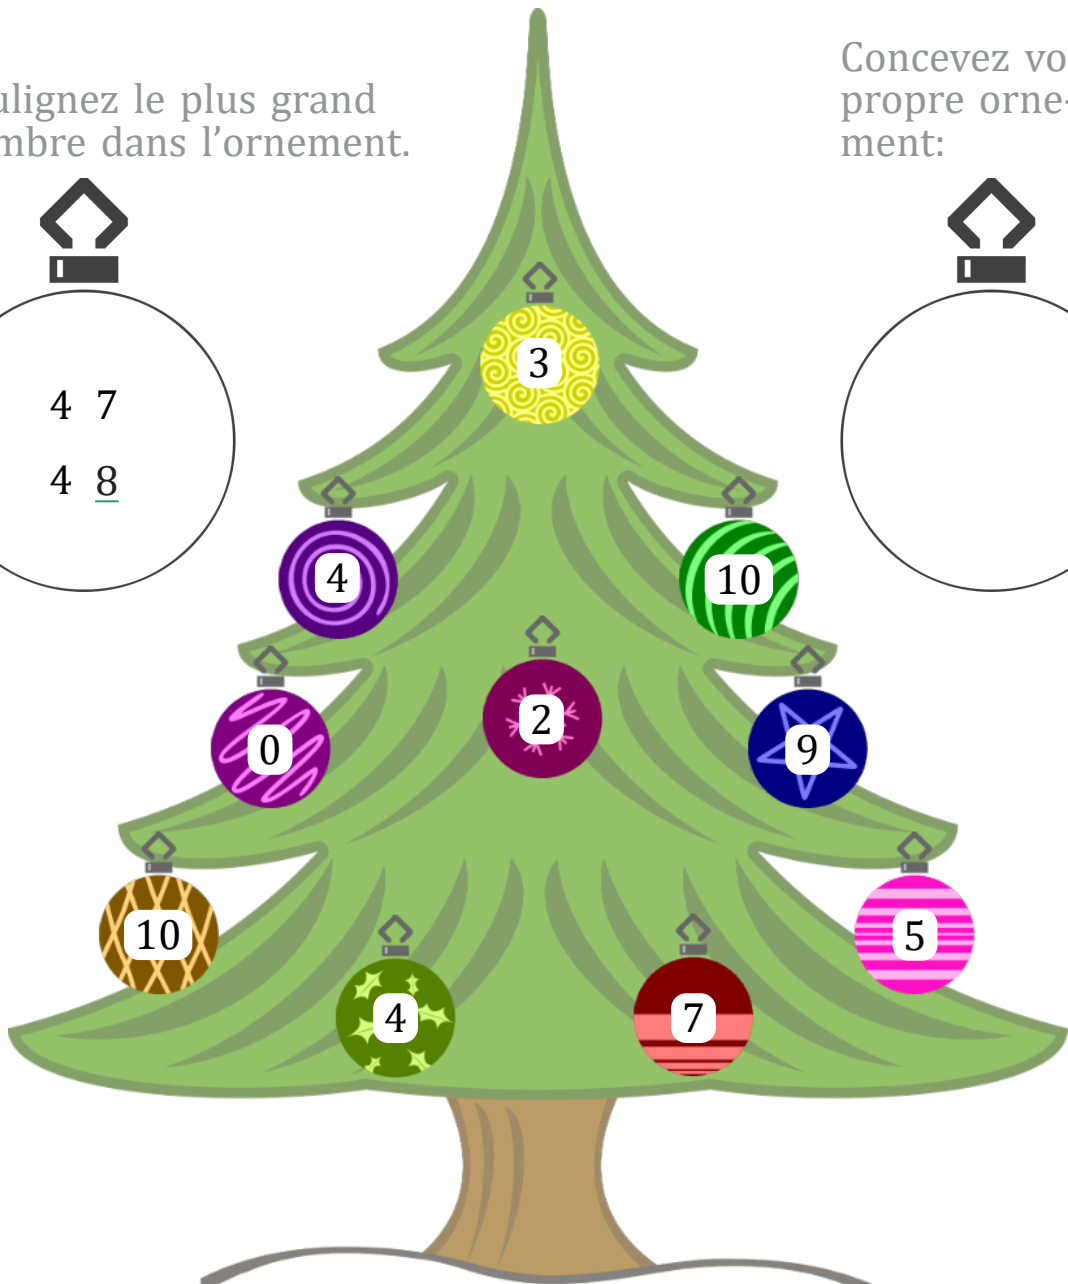 ulignez le plus grand
mbre dans l'ornement.
Concevez vo
propre orne-
ment:
4 7
4 8
3
4
10
2
0
9
10
5
4
7